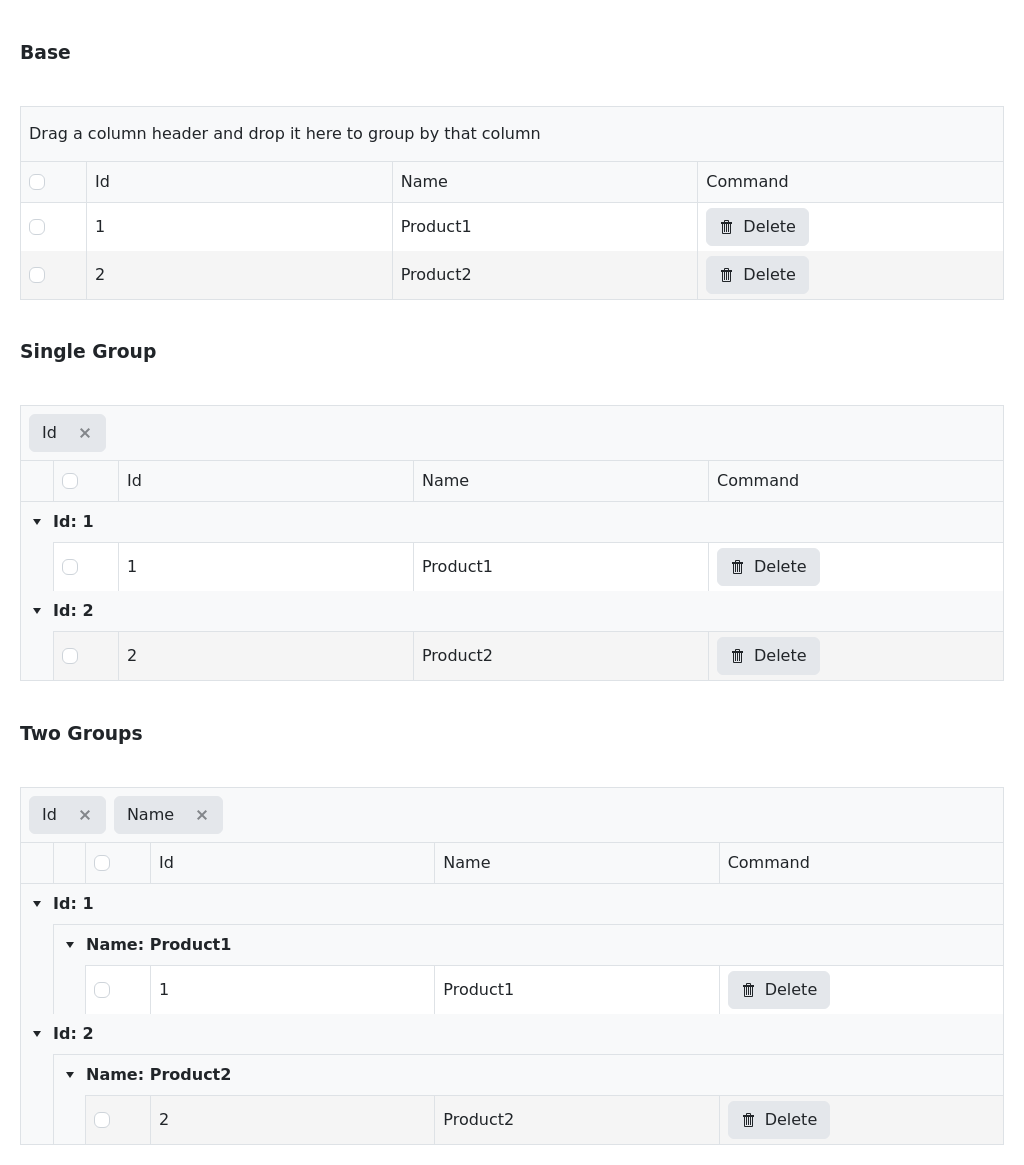 Base
Drag a column header and drop it here to group by that column
Id Name Command
1 Product1 Delete
2 Product2 Delete
Single Group
Id ×
Id Name Command
Id: 1
1 Product1 Delete
Id: 2
2 Product2 Delete
Two Groups
Id × Name ×
Id Name Command
Id: 1
Name: Product1
1 Product1 Delete
Id: 2
Name: Product2
2 Product2 Delete